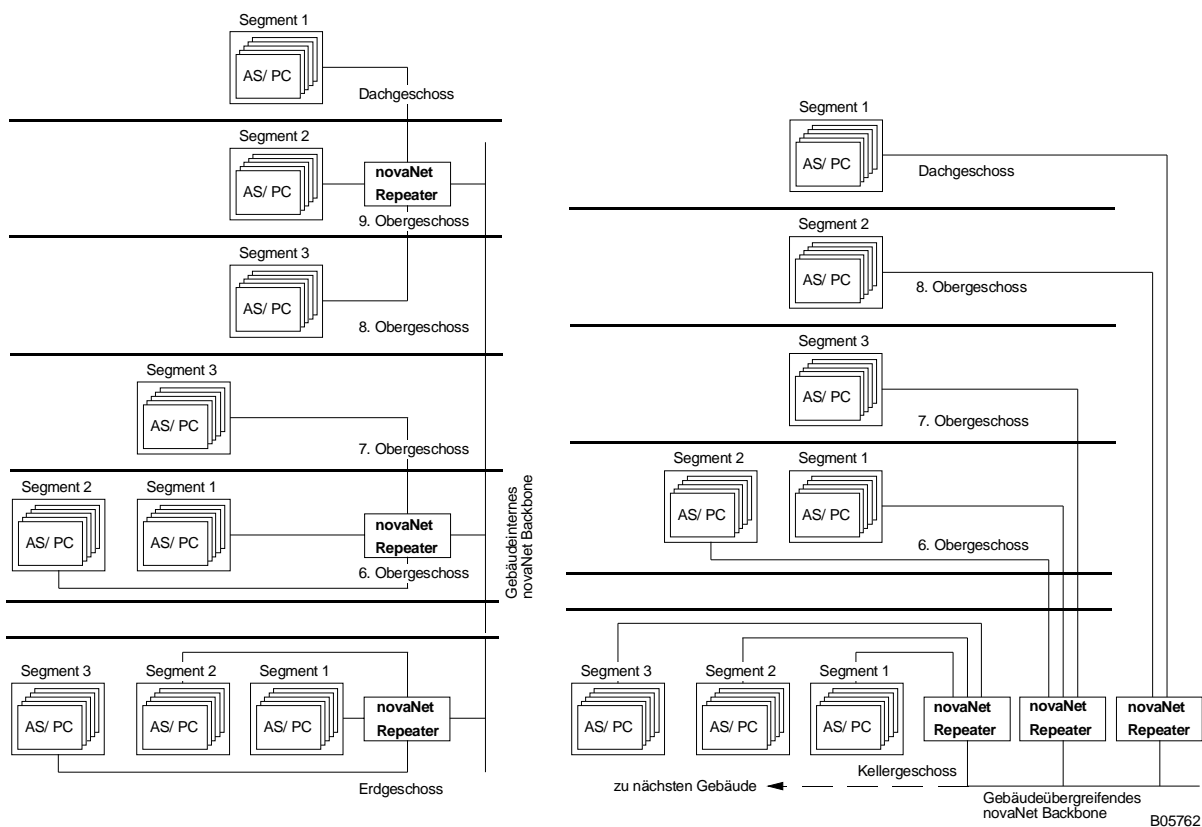 Segment 1
AS/ PC
Dachgeschoss
Segment 2
AS/ PC
novaNet
Repeater
9. Obergeschoss
Segment 3
AS/ PC
8. Obergeschoss
Segment 3
AS/ PC
7. Obergeschoss
Segment 2
AS/ PC
Segment 1
AS/ PC
novaNet
Repeater
6. Obergeschoss
Gebäudeinternes
novaNet Backbone
Segment 3
AS/ PC
Segment 2
AS/ PC
Segment 1
AS/ PC
novaNet
Repeater
Erdgeschoss
Segment 1
AS/ PC
Dachgeschoss
Segment 2
AS/ PC
8. Obergeschoss
Segment 3
AS/ PC
7. Obergeschoss
Segment 2
AS/ PC
Segment 1
AS/ PC
6. Obergeschoss
Segment 3
AS/ PC
Segment 2
AS/ PC
Segment 1
AS/ PC
novaNet
Repeater
novaNet
Repeater
novaNet
Repeater
Kellergeschoss
zu nächsten Gebäude
Gebäudeübergreifendes
novaNet Backbone
B05762